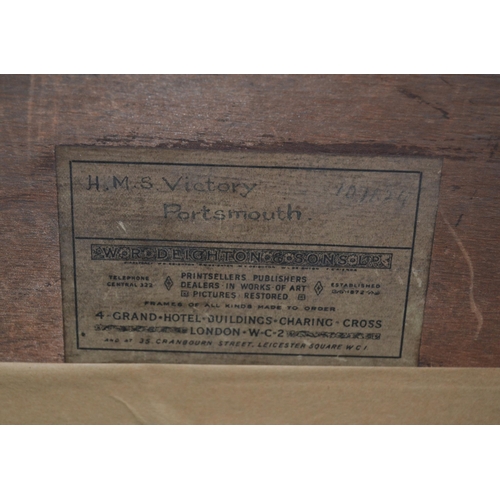 H.M.S. Victory
Portsmouth.
W·R·DEIGHTON & SONS LTD.
TELEPHONE
CENTRAL 323
PRINTSELLERS PUBLISHERS
DEALERS IN WORKS OF ART
PICTURES RESTORED
ESTABLISHED
FRAMES OF ALL KINDS MADE TO ORDER
4·GRAND·HOTEL·BUILDINGS·CHARING·CROSS
LONDON·W·C·2
AND AT 35 CRANBOURN STREET, LEICESTER SQUARE W C 1